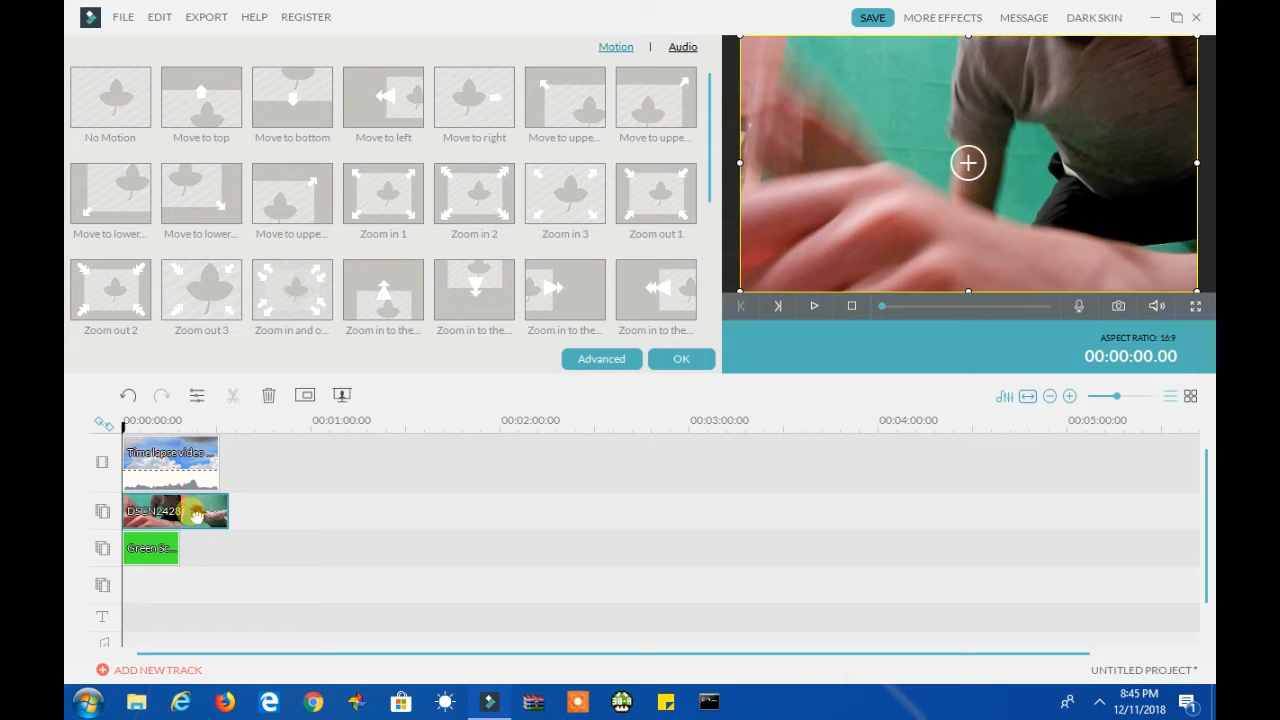 FILE EDIT EXPORT HELP REGISTER SAVE MORE EFFECTS MESSAGE DARK SKIN
Motion | Audio
No Motion Move to top Move to bottom Move to left Move to right Move to uppe... Move to uppe...
Move to lower... Move to lower... Move to uppe... Zoom in 1 Zoom in 2 Zoom in 3 Zoom out 1
Zoom out 2 Zoom out 3 Zoom in and o... Zoom in to the... Zoom in to the... Zoom in to the... Zoom in to the...
Advanced OK
ASPECT RATIO: 16:9
00:00:00.00
00:00:00:00 00:01:00:00 00:02:00:00 00:03:00:00 00:04:00:00 00:05:00:00
Time lapse video ...
DSCN2428
Green Sc...
T
ADD NEW TRACK UNTITLED PROJECT*
8:45 PM
12/11/2018
1